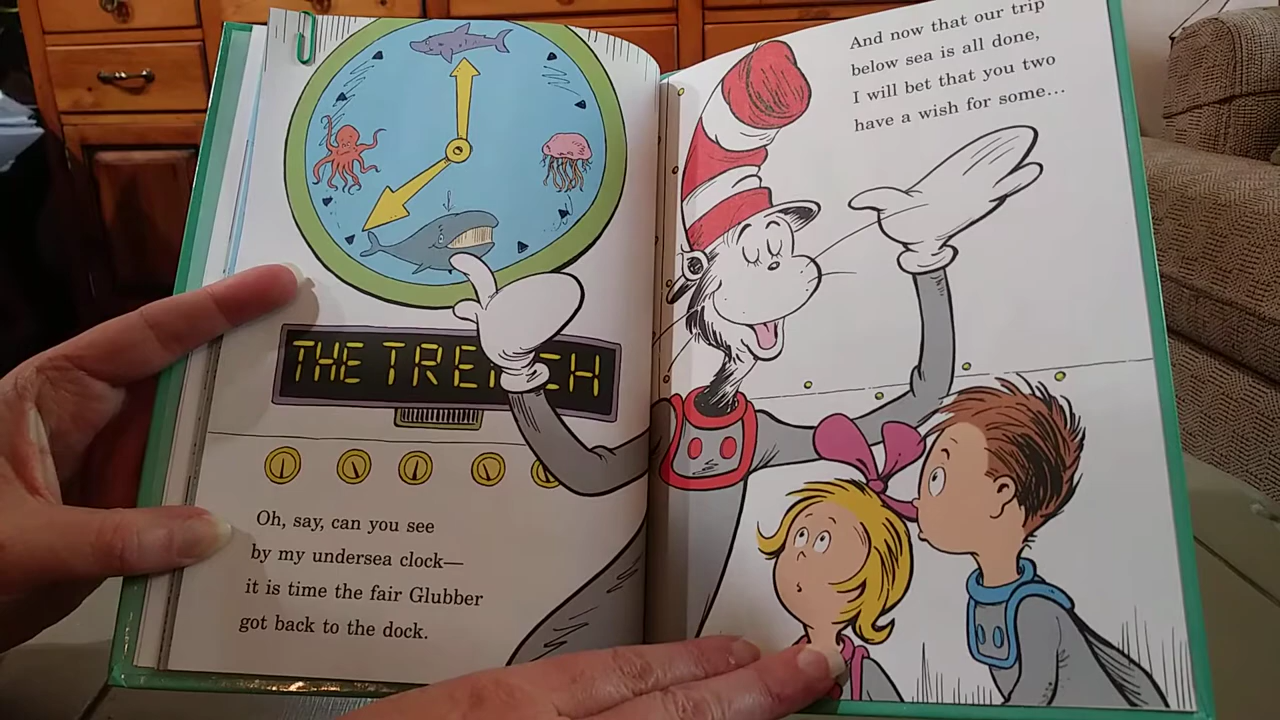 THE TRENCH
Oh, say, can you see
by my undersea clock—
it is time the fair Glubber
got back to the dock.
And now that our trip
below sea is all done,
I will bet that you two
have a wish for some...